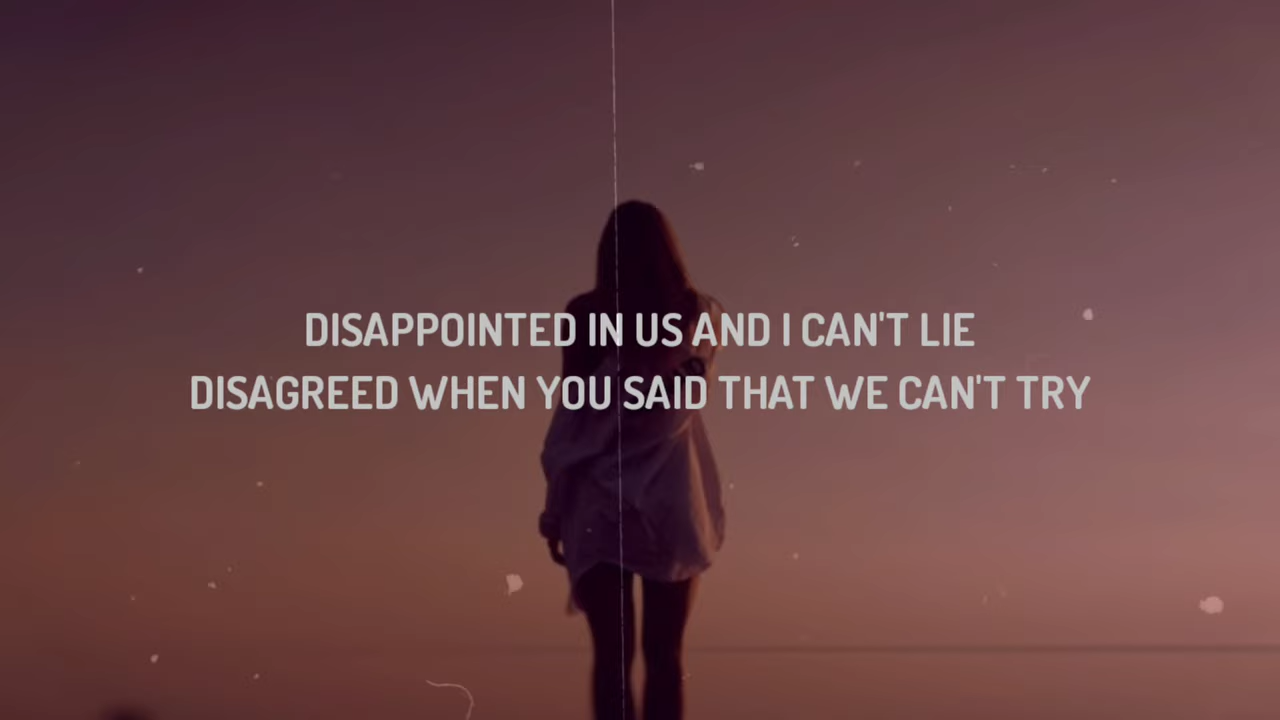 DISAPPOINTED IN US AND I CAN'T LIE
DISAGREED WHEN YOU SAID THAT WE CAN'T TRY